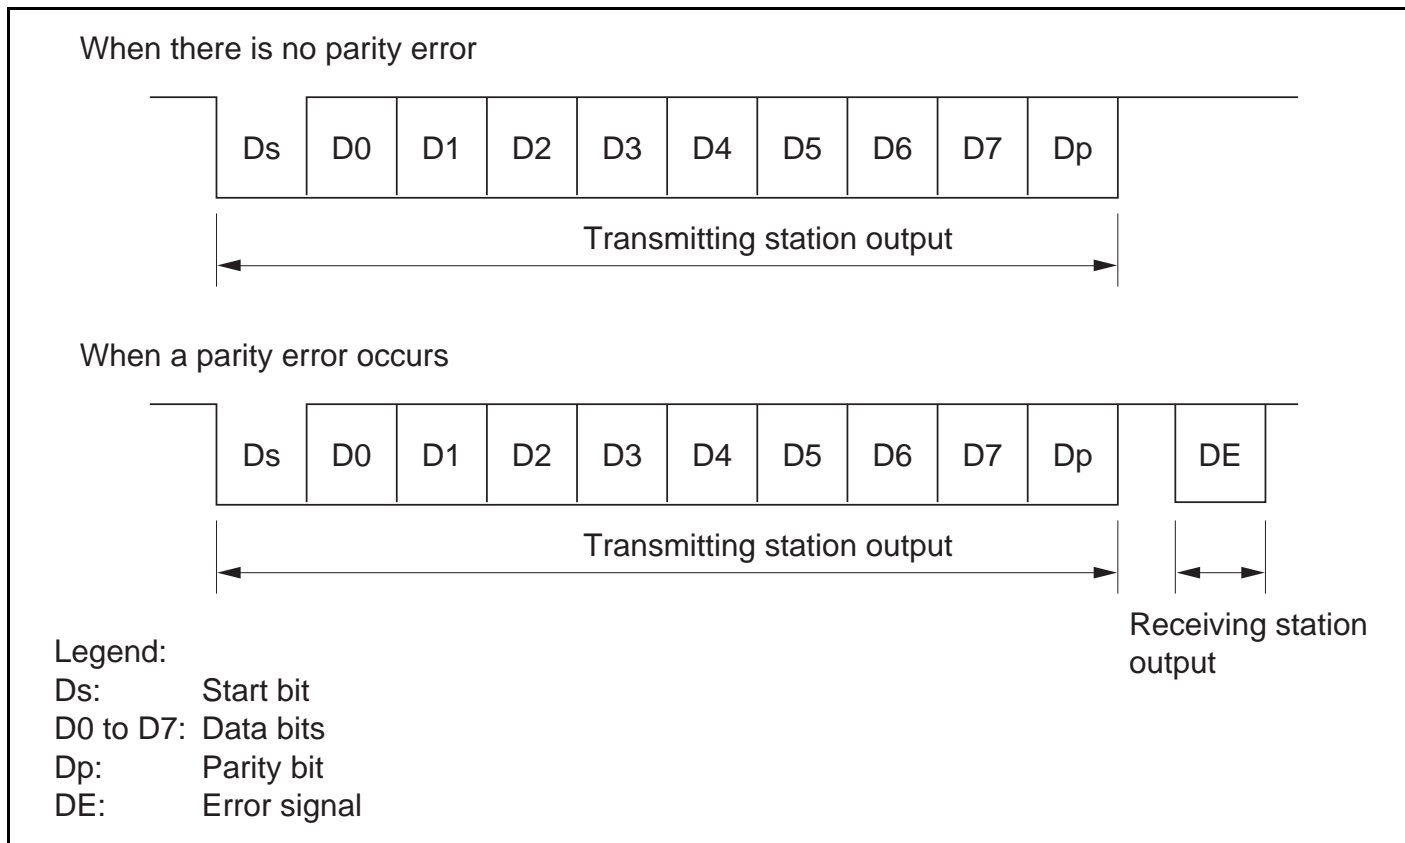 When there is no parity error
Ds D0 D1 D2 D3 D4 D5 D6 D7 Dp
Transmitting station output
When a parity error occurs
Ds D0 D1 D2 D3 D4 D5 D6 D7 Dp DE
Transmitting station output
Receiving station
output
Legend:
Ds: Start bit
D0 to D7: Data bits
Dp: Parity bit
DE: Error signal